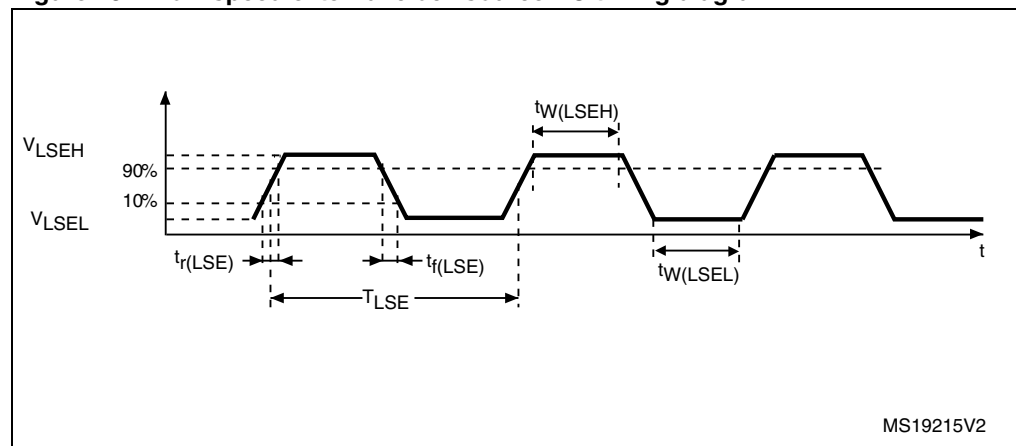 tW(LSEH)
VLSEH
90%
10%
VLSEL
tr(LSE)
tf(LSE)
t
tW(LSEL)
TLSE
MS19215V2